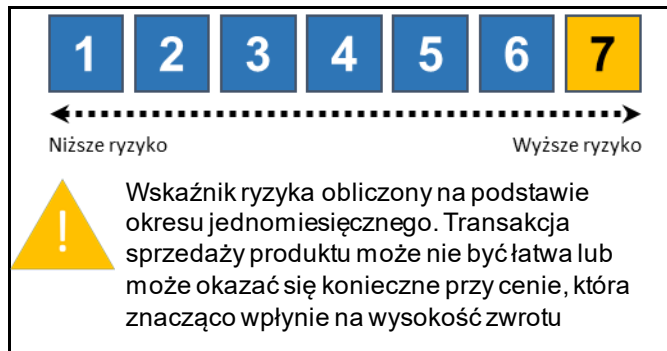 1 2 3 4 5 6 7
Niższe ryzyko Wyższe ryzyko
!
Wskaźnik ryzyka obliczony na podstawie
okresu jednomiesięcznego. Transakcja
sprzedaży produktu może nie być łatwa lub
może okazać się konieczne przy cenie, która
znacząco wpłynie na wysokość zwrotu